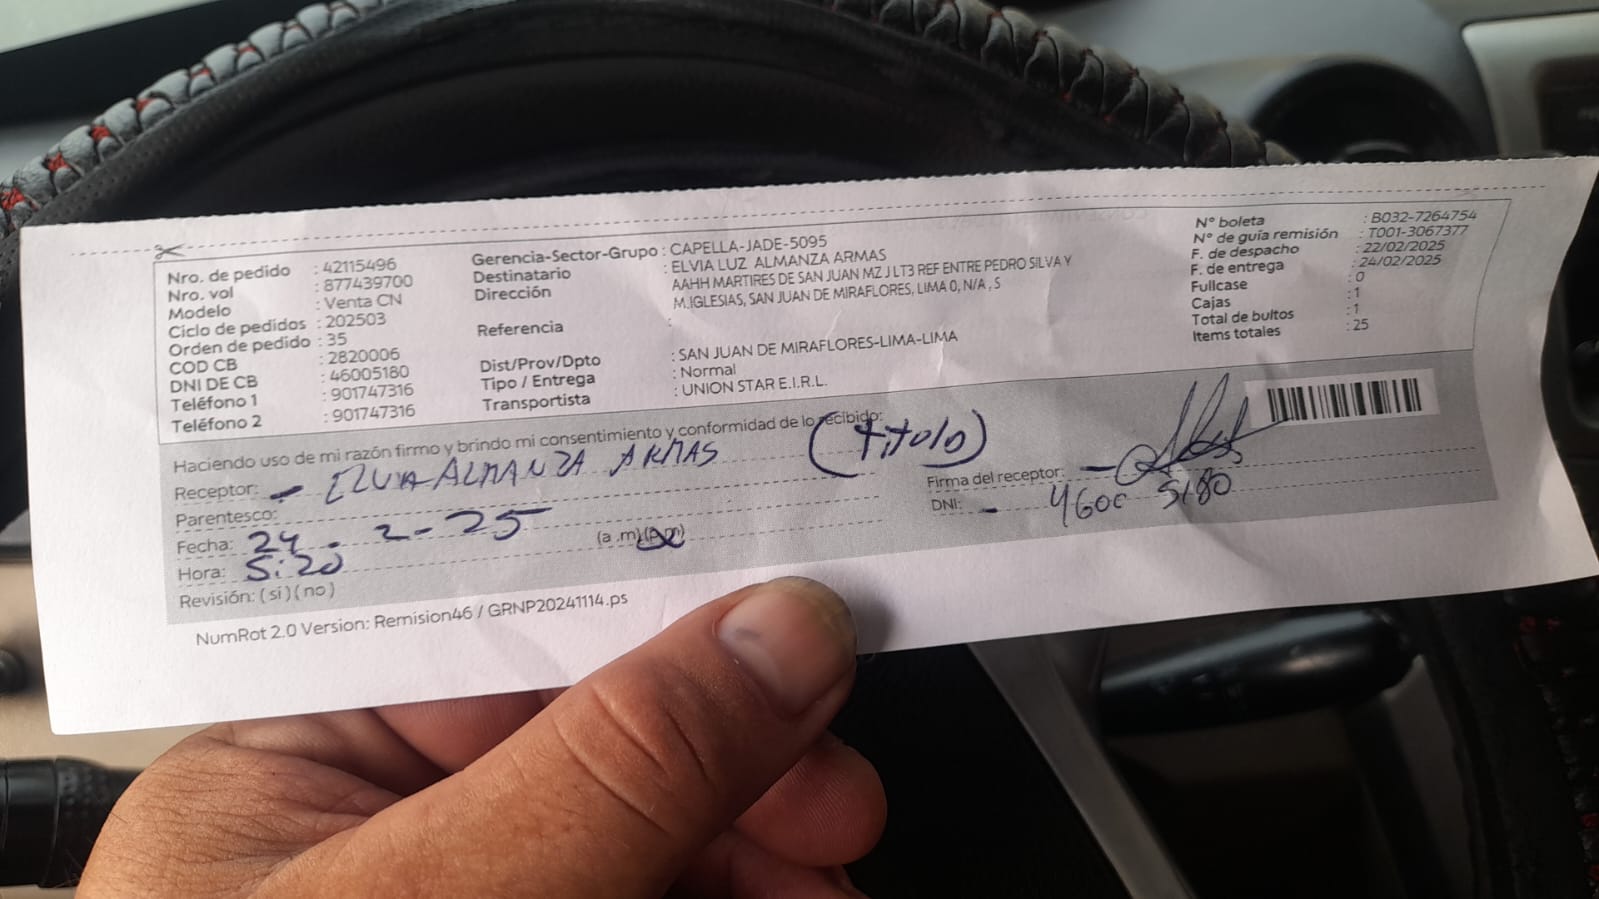 Nro. de pedido : 42115496
Nro. vol : 877439700
Modelo : Venta CN
Ciclo de pedidos : 202503
Orden de pedido : 35
COD CB : 2820006
DNI DE CB : 46005180
Teléfono 1 : 901747316
Teléfono 2 : 901747316
Gerencia-Sector-Grupo : CAPELLA-JADE-5095
Destinatario : ELVIA LUZ ALMANZA ARMAS
Dirección AAHH MARTIRES DE SAN JUAN MZ J LT3 REF ENTRE PEDRO SILVA Y
M.IGLESIAS, SAN JUAN DE MIRAFLORES, LIMA 0, N/A , S
Referencia :
Dist/Prov/Dpto : SAN JUAN DE MIRAFLORES-LIMA-LIMA
Tipo / Entrega : Normal
Transportista : UNION STAR E.I.R.L.
N° boleta : B032-7264754
N° de guía remisión : T001-3067377
F. de despacho : 22/02/2025
F. de entrega : 24/02/2025
Fullcase : 0
Cajas : 1
Total de bultos : 1
Items totales : 25
Haciendo uso de mi razón firmo y brindo mi consentimiento y conformidad de lo recibido:
Receptor: - ELVIA ALMANZA ARMAS (titulo)
Parentesco:
Fecha: 24 - 2 - 25
Hora: 5:20 (a .m) (p.m)
Revisión: ( si ) ( no )
Firma del receptor:
DNI: - 46005180
NumRot 2.0 Version: Remision46 / GRNP20241114.ps